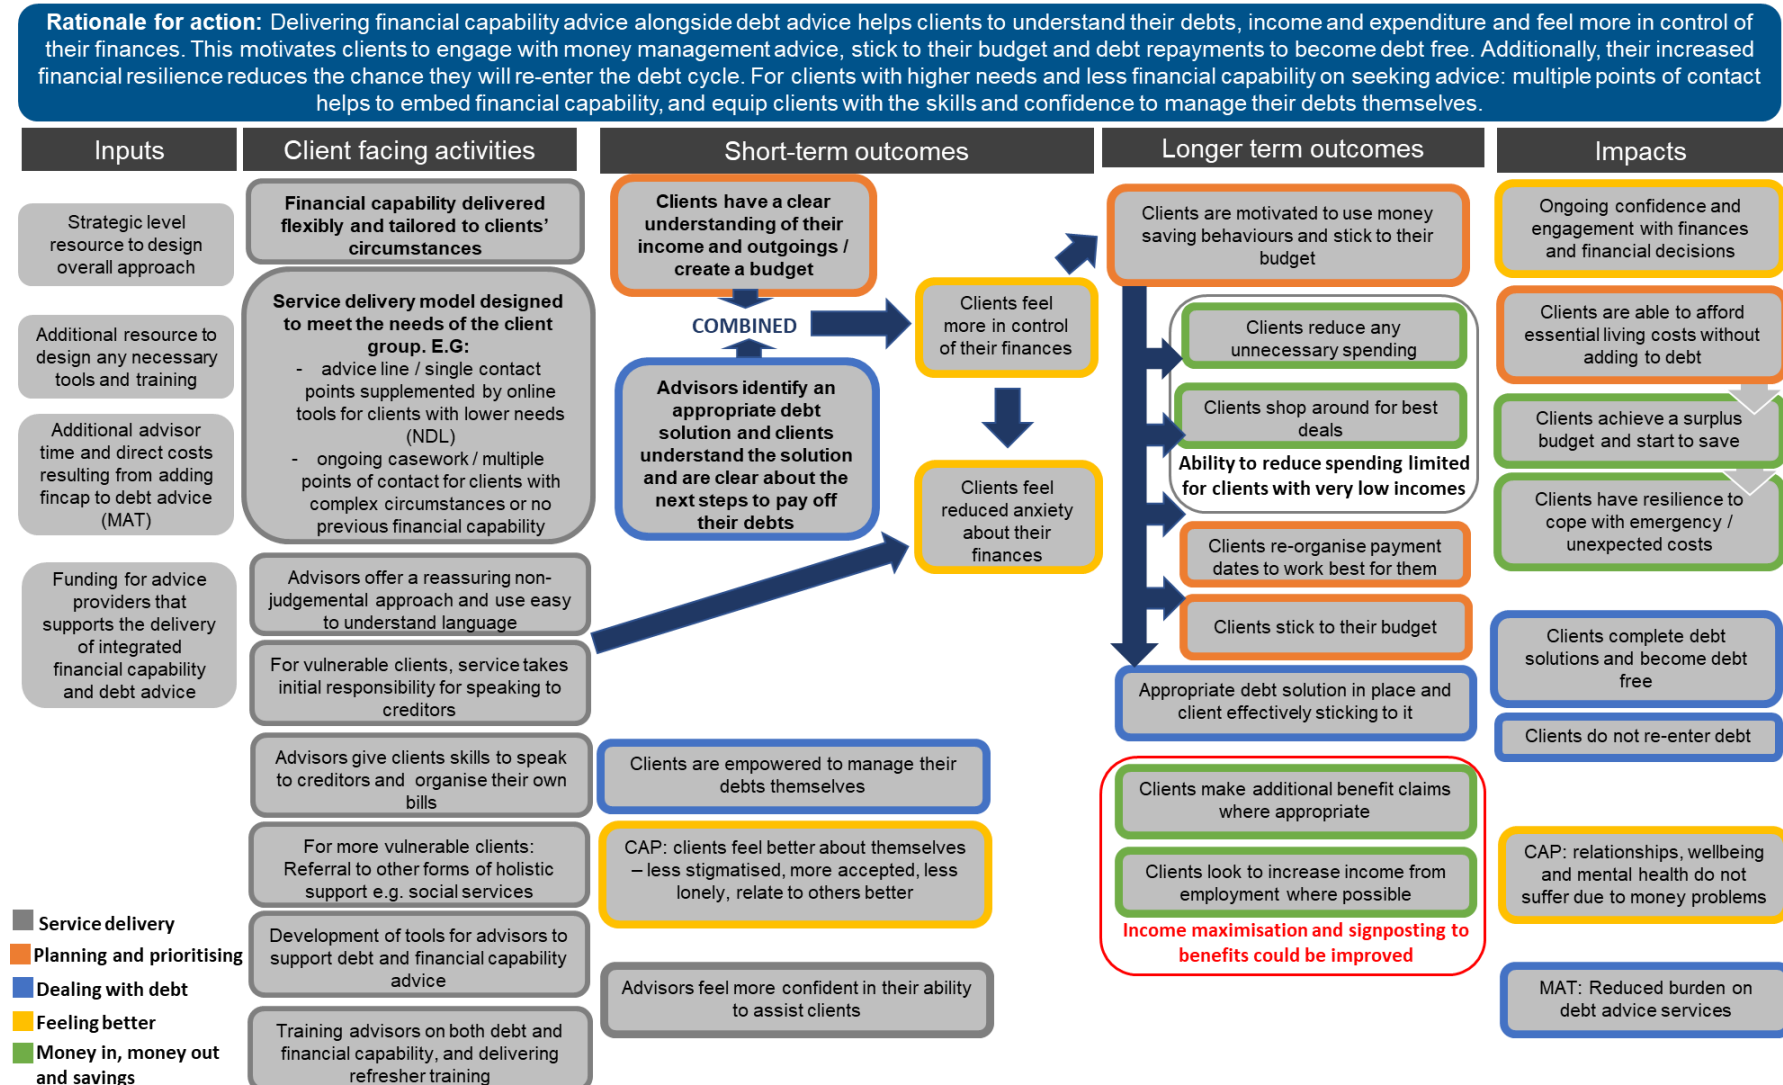 Rationale for action: Delivering financial capability advice alongside debt advice helps clients to understand their debts, income and expenditure and feel more in control of
their finances. This motivates clients to engage with money management advice, stick to their budget and debt repayments to become debt free. Additionally, their increased
financial resilience reduces the chance they will re-enter the debt cycle. For clients with higher needs and less financial capability on seeking advice: multiple points of contact
helps to embed financial capability, and equip clients with the skills and confidence to manage their debts themselves.
Inputs
Strategic level
resource to design
overall approach
Additional resource to
design any necessary
tools and training
Additional advisor
time and direct costs
resulting from adding
fincap to debt advice
(MAT)
Funding for advice
providers that
supports the delivery
of integrated
financial capability
and debt advice
Client facing activities
Financial capability delivered
flexibly and tailored to clients'
circumstances
Service delivery model designed
to meet the needs of the client
group. E.G:
- advice line / single contact
points supplemented by online
tools for clients with lower needs
(NDL)
- ongoing casework / multiple
points of contact for clients with
complex circumstances or no
previous financial capability
Advisors offer a reassuring non-
judgemental approach and use easy
to understand language
For vulnerable clients, service takes
initial responsibility for speaking to
creditors
Advisors give clients skills to speak
to creditors and organise their own
bills
For more vulnerable clients:
Referral to other forms of holistic
support e.g. social services
Development of tools for advisors to
support debt and financial capability
advice
Training advisors on both debt and
financial capability, and delivering
refresher training
Short-term outcomes
Clients have a clear
understanding of their
income and outgoings /
create a budget
COMBINED
Advisors identify an
appropriate debt
solution and clients
understand the solution
and are clear about the
next steps to pay off
their debts
Clients feel
more in control
of their finances
Clients feel
reduced anxiety
about their
finances
Clients are empowered to manage their
debts themselves
CAP: clients feel better about themselves
– less stigmatised, more accepted, less
lonely, relate to others better
Advisors feel more confident in their ability
to assist clients
Longer term outcomes
Clients are motivated to use money
saving behaviours and stick to their
budget
Clients reduce any
unnecessary spending
Clients shop around for best
deals
Ability to reduce spending limited
for clients with very low incomes
Clients re-organise payment
dates to work best for them
Clients stick to their budget
Appropriate debt solution in place and
client effectively sticking to it
Clients make additional benefit claims
where appropriate
Clients look to increase income from
employment where possible
Income maximisation and signposting to
benefits could be improved
Impacts
Ongoing confidence and
engagement with finances
and financial decisions
Clients are able to afford
essential living costs without
adding to debt
Clients achieve a surplus
budget and start to save
Clients have resilience to
cope with emergency /
unexpected costs
Clients complete debt
solutions and become debt
free
Clients do not re-enter debt
CAP: relationships, wellbeing
and mental health do not
suffer due to money problems
MAT: Reduced burden on
debt advice services
Service delivery
Planning and prioritising
Dealing with debt
Feeling better
Money in, money out
and savings